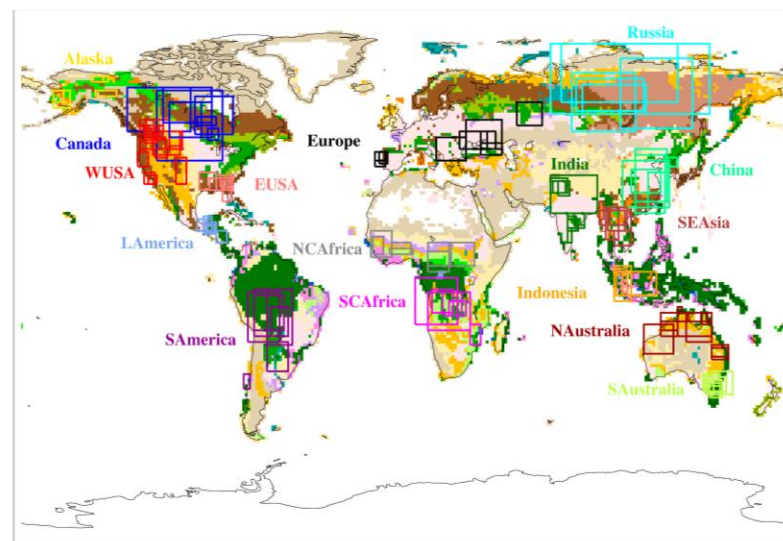 Russia
Alaska
Canada
Europe
WUSA
EUSA
India
China
SEAsia
LAmerica
NCAfrica
SCAfrica
Indonesia
SAmerica
NAustralia
SAustralia